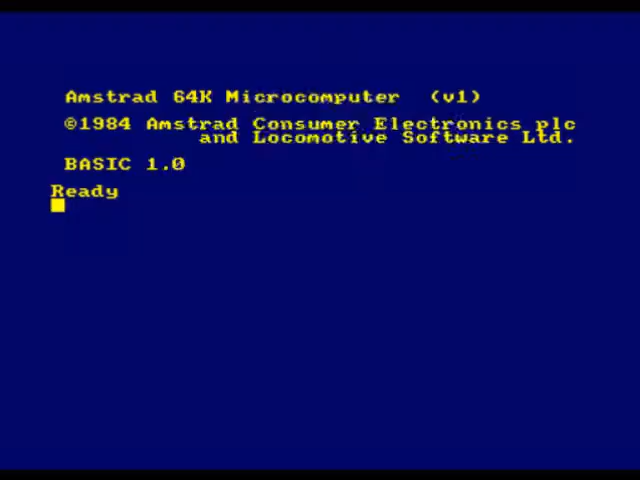 Amstrad 64K Microcomputer (v1)
©1984 Amstrad Consumer Electronics plc
and Locomotive Software Ltd.
BASIC 1.0
Ready